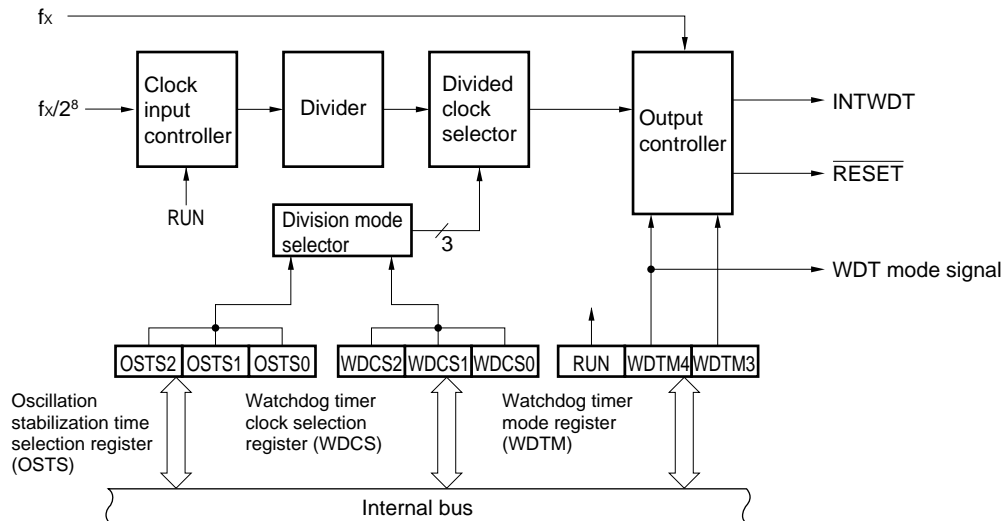 fX
fX/2⁸
Clock
input
controller
Divider
Divided
clock
selector
Output
controller
INTWDT
RESET
RUN
Division mode
selector
3
WDT mode signal
OSTS2 OSTS1 OSTS0
WDCS2 WDCS1 WDCS0
RUN WDTM4 WDTM3
Oscillation
stabilization time
selection register
(OSTS)
Watchdog timer
clock selection
register (WDCS)
Watchdog timer
mode register
(WDTM)
Internal bus